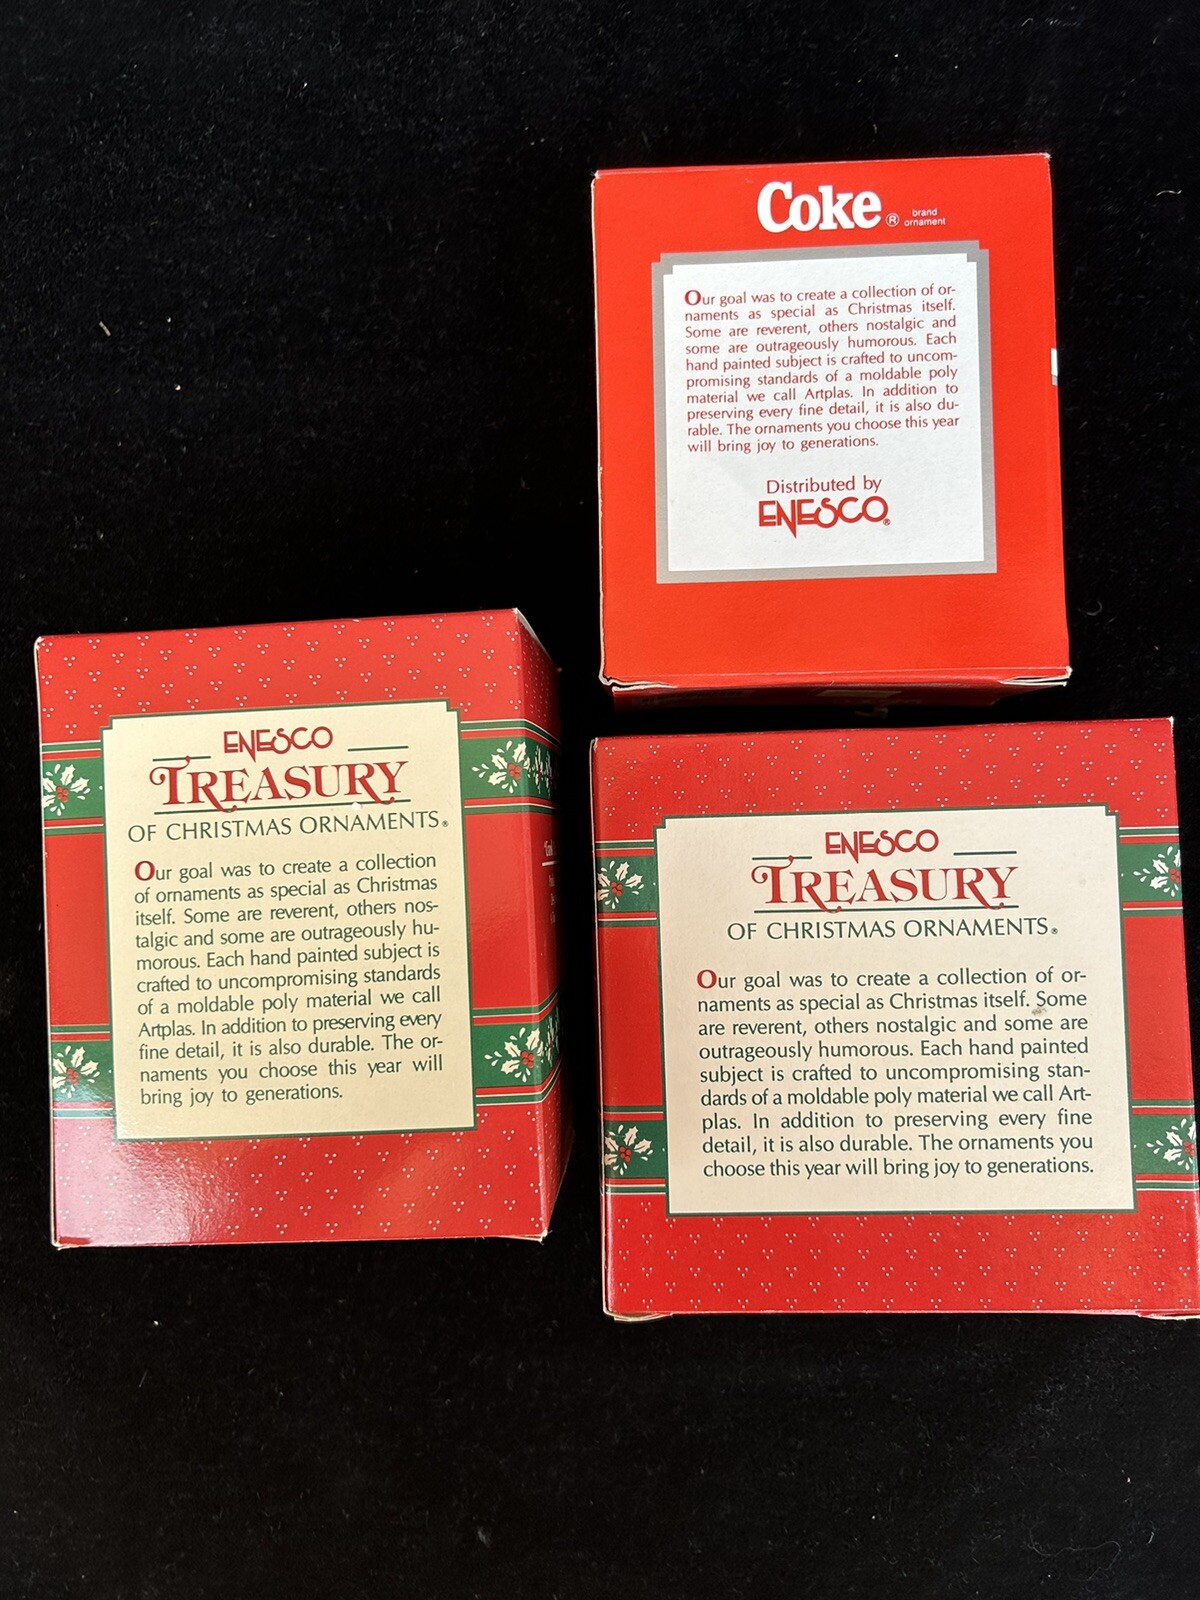 Coke ® brand
ornament
Our goal was to create a collection of or-
naments as special as Christmas itself.
Some are reverent, others nostalgic and
some are outrageously humorous. Each
hand painted subject is crafted to uncom-
promising standards of a moldable poly
material we call Artplas. In addition to
preserving every fine detail, it is also du-
rable. The ornaments you choose this year
will bring joy to generations.
Distributed by
ENESCO®
ENESCO
TREASURY
OF CHRISTMAS ORNAMENTS®
Our goal was to create a collection
of ornaments as special as Christmas
itself. Some are reverent, others nos-
talgic and some are outrageously hu-
morous. Each hand painted subject is
crafted to uncompromising standards
of a moldable poly material we call
Artplas. In addition to preserving every
fine detail, it is also durable. The or-
naments you choose this year will
bring joy to generations.
ENESCO
TREASURY
OF CHRISTMAS ORNAMENTS®
Our goal was to create a collection of or-
naments as special as Christmas itself. Some
are reverent, others nostalgic and some are
outrageously humorous. Each hand painted
subject is crafted to uncompromising stan-
dards of a moldable poly material we call Art-
plas. In addition to preserving every fine
detail, it is also durable. The ornaments you
choose this year will bring joy to generations.